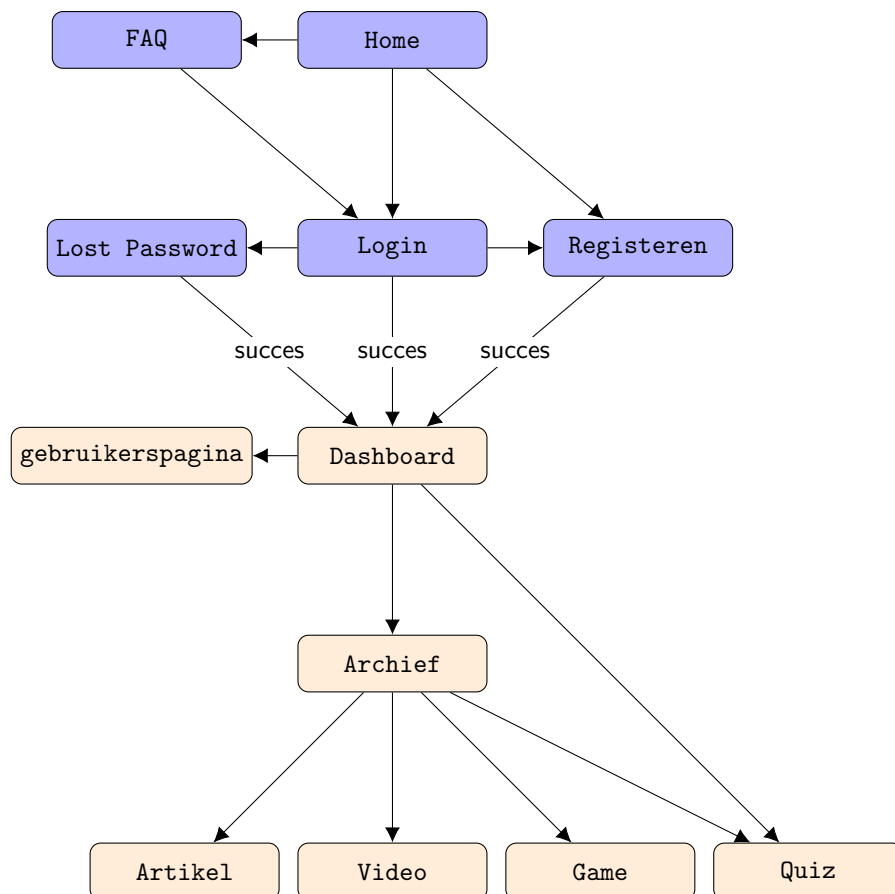 FAQ
Home
Lost Password
Login
Registeren
succes
succes
succes
gebruikerspagina
Dashboard
Archief
Artikel
Video
Game
Quiz